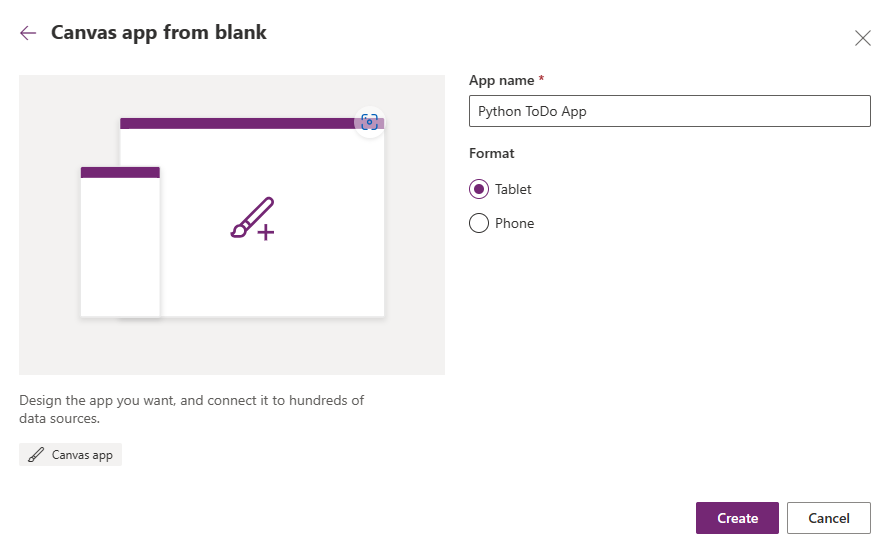 Canvas app from blank
App name *
Python ToDo App
Format
Tablet
Phone
Design the app you want, and connect it to hundreds of
data sources.
Canvas app
Create
Cancel